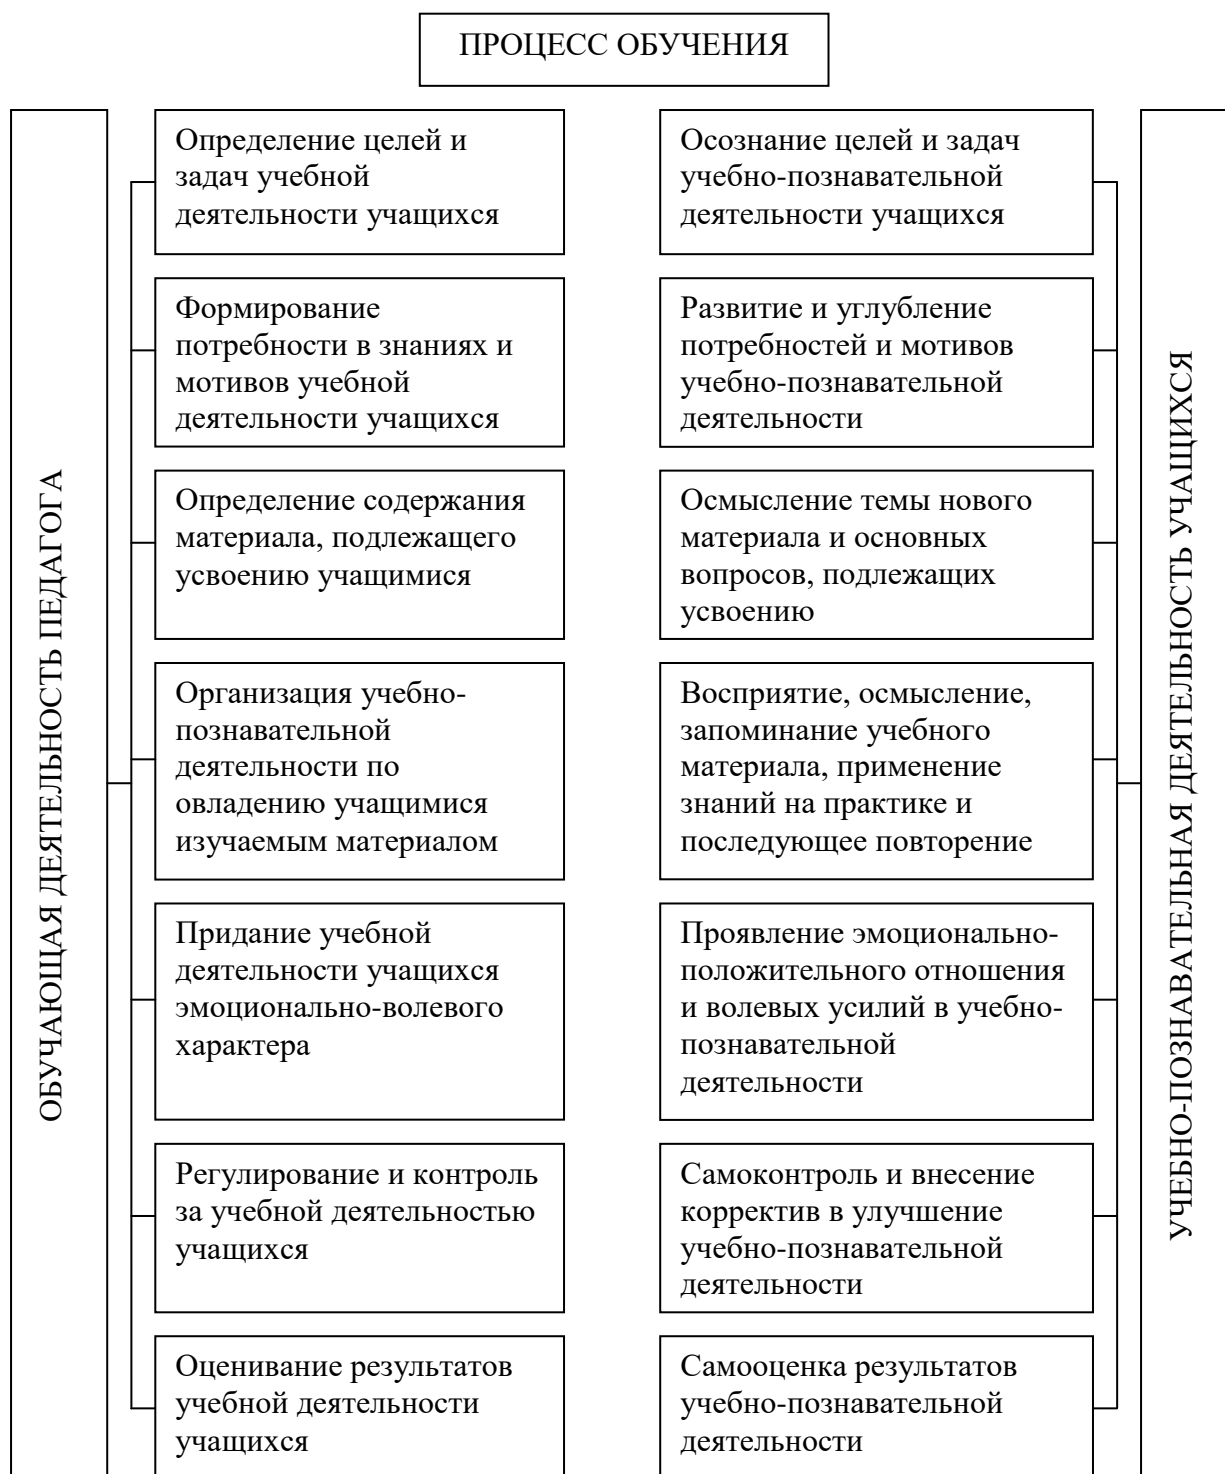 ПРОЦЕСС ОБУЧЕНИЯ
ОБУЧАЮЩАЯ ДЕЯТЕЛЬНОСТЬ ПЕДАГОГА
Определение целей и
задач учебной
деятельности учащихся
Формирование
потребности в знаниях и
мотивов учебной
деятельности учащихся
Определение содержания
материала, подлежащего
усвоению учащимися
Организация учебно-
познавательной
деятельности по
овладению учащимися
изучаемым материалом
Придание учебной
деятельности учащихся
эмоционально-волевого
характера
Регулирование и контроль
за учебной деятельностью
учащихся
Оценивание результатов
учебной деятельности
учащихся
Осознание целей и задач
учебно-познавательной
деятельности учащихся
Развитие и углубление
потребностей и мотивов
учебно-познавательной
деятельности
Осмысление темы нового
материала и основных
вопросов, подлежащих
усвоению
Восприятие, осмысление,
запоминание учебного
материала, применение
знаний на практике и
последующее повторение
Проявление эмоционально-
положительного отношения
и волевых усилий в учебно-
познавательной
деятельности
Самоконтроль и внесение
корректив в улучшение
учебно-познавательной
деятельности
Самооценка результатов
учебно-познавательной
деятельности
УЧЕБНО-ПОЗНАВАТЕЛЬНАЯ ДЕЯТЕЛЬНОСТЬ УЧАЩИХСЯ